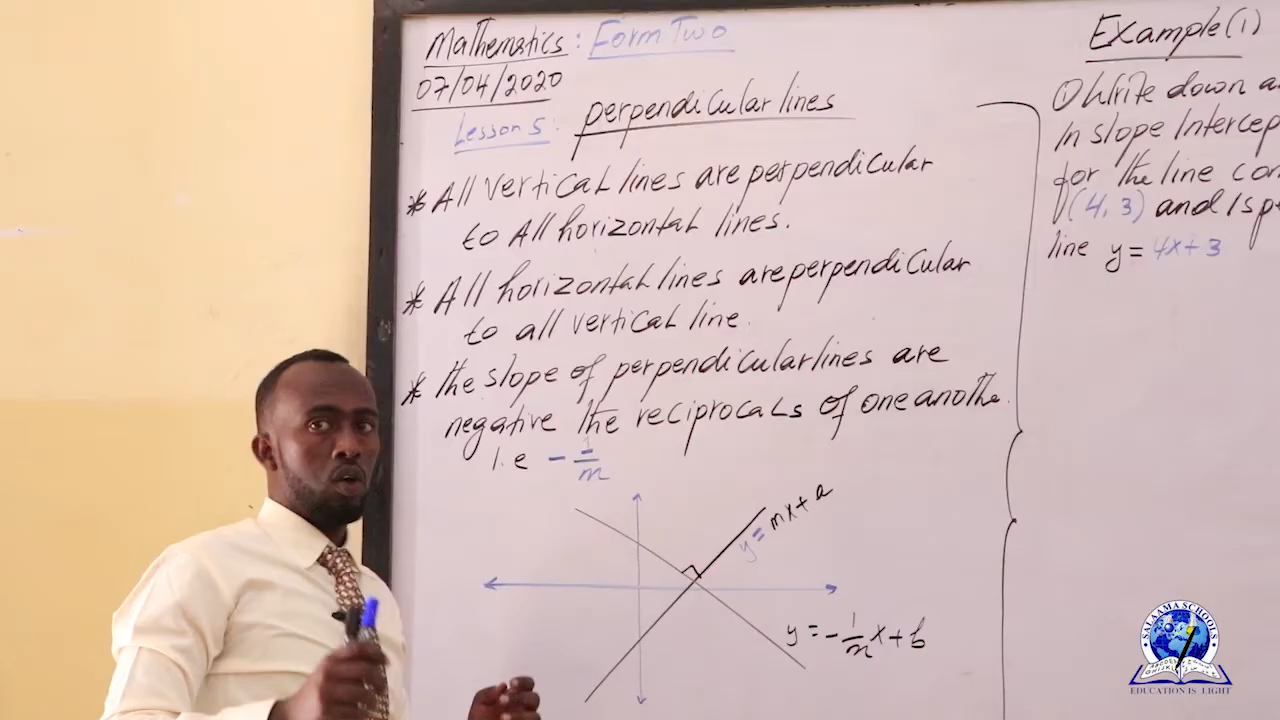 Mathematics: Form Two
07/04/2020
Lesson 5: perpendicular lines
* All vertical lines are perpendicular
to All horizontal lines.
* All horizontal lines are perpendicular
to all vertical line.
* the slope of perpendicular lines are
negative the reciprocals of one anothe
I.e - 1/m
y = mx + a
y = - 1/m x + b
Example (1)
① Write down a
In slope Intercep
for the line con
(4, 3) and Is pe
line y = 4x + 3
SALAAMA SCHOOLS
EDUCATION IS LIGHT